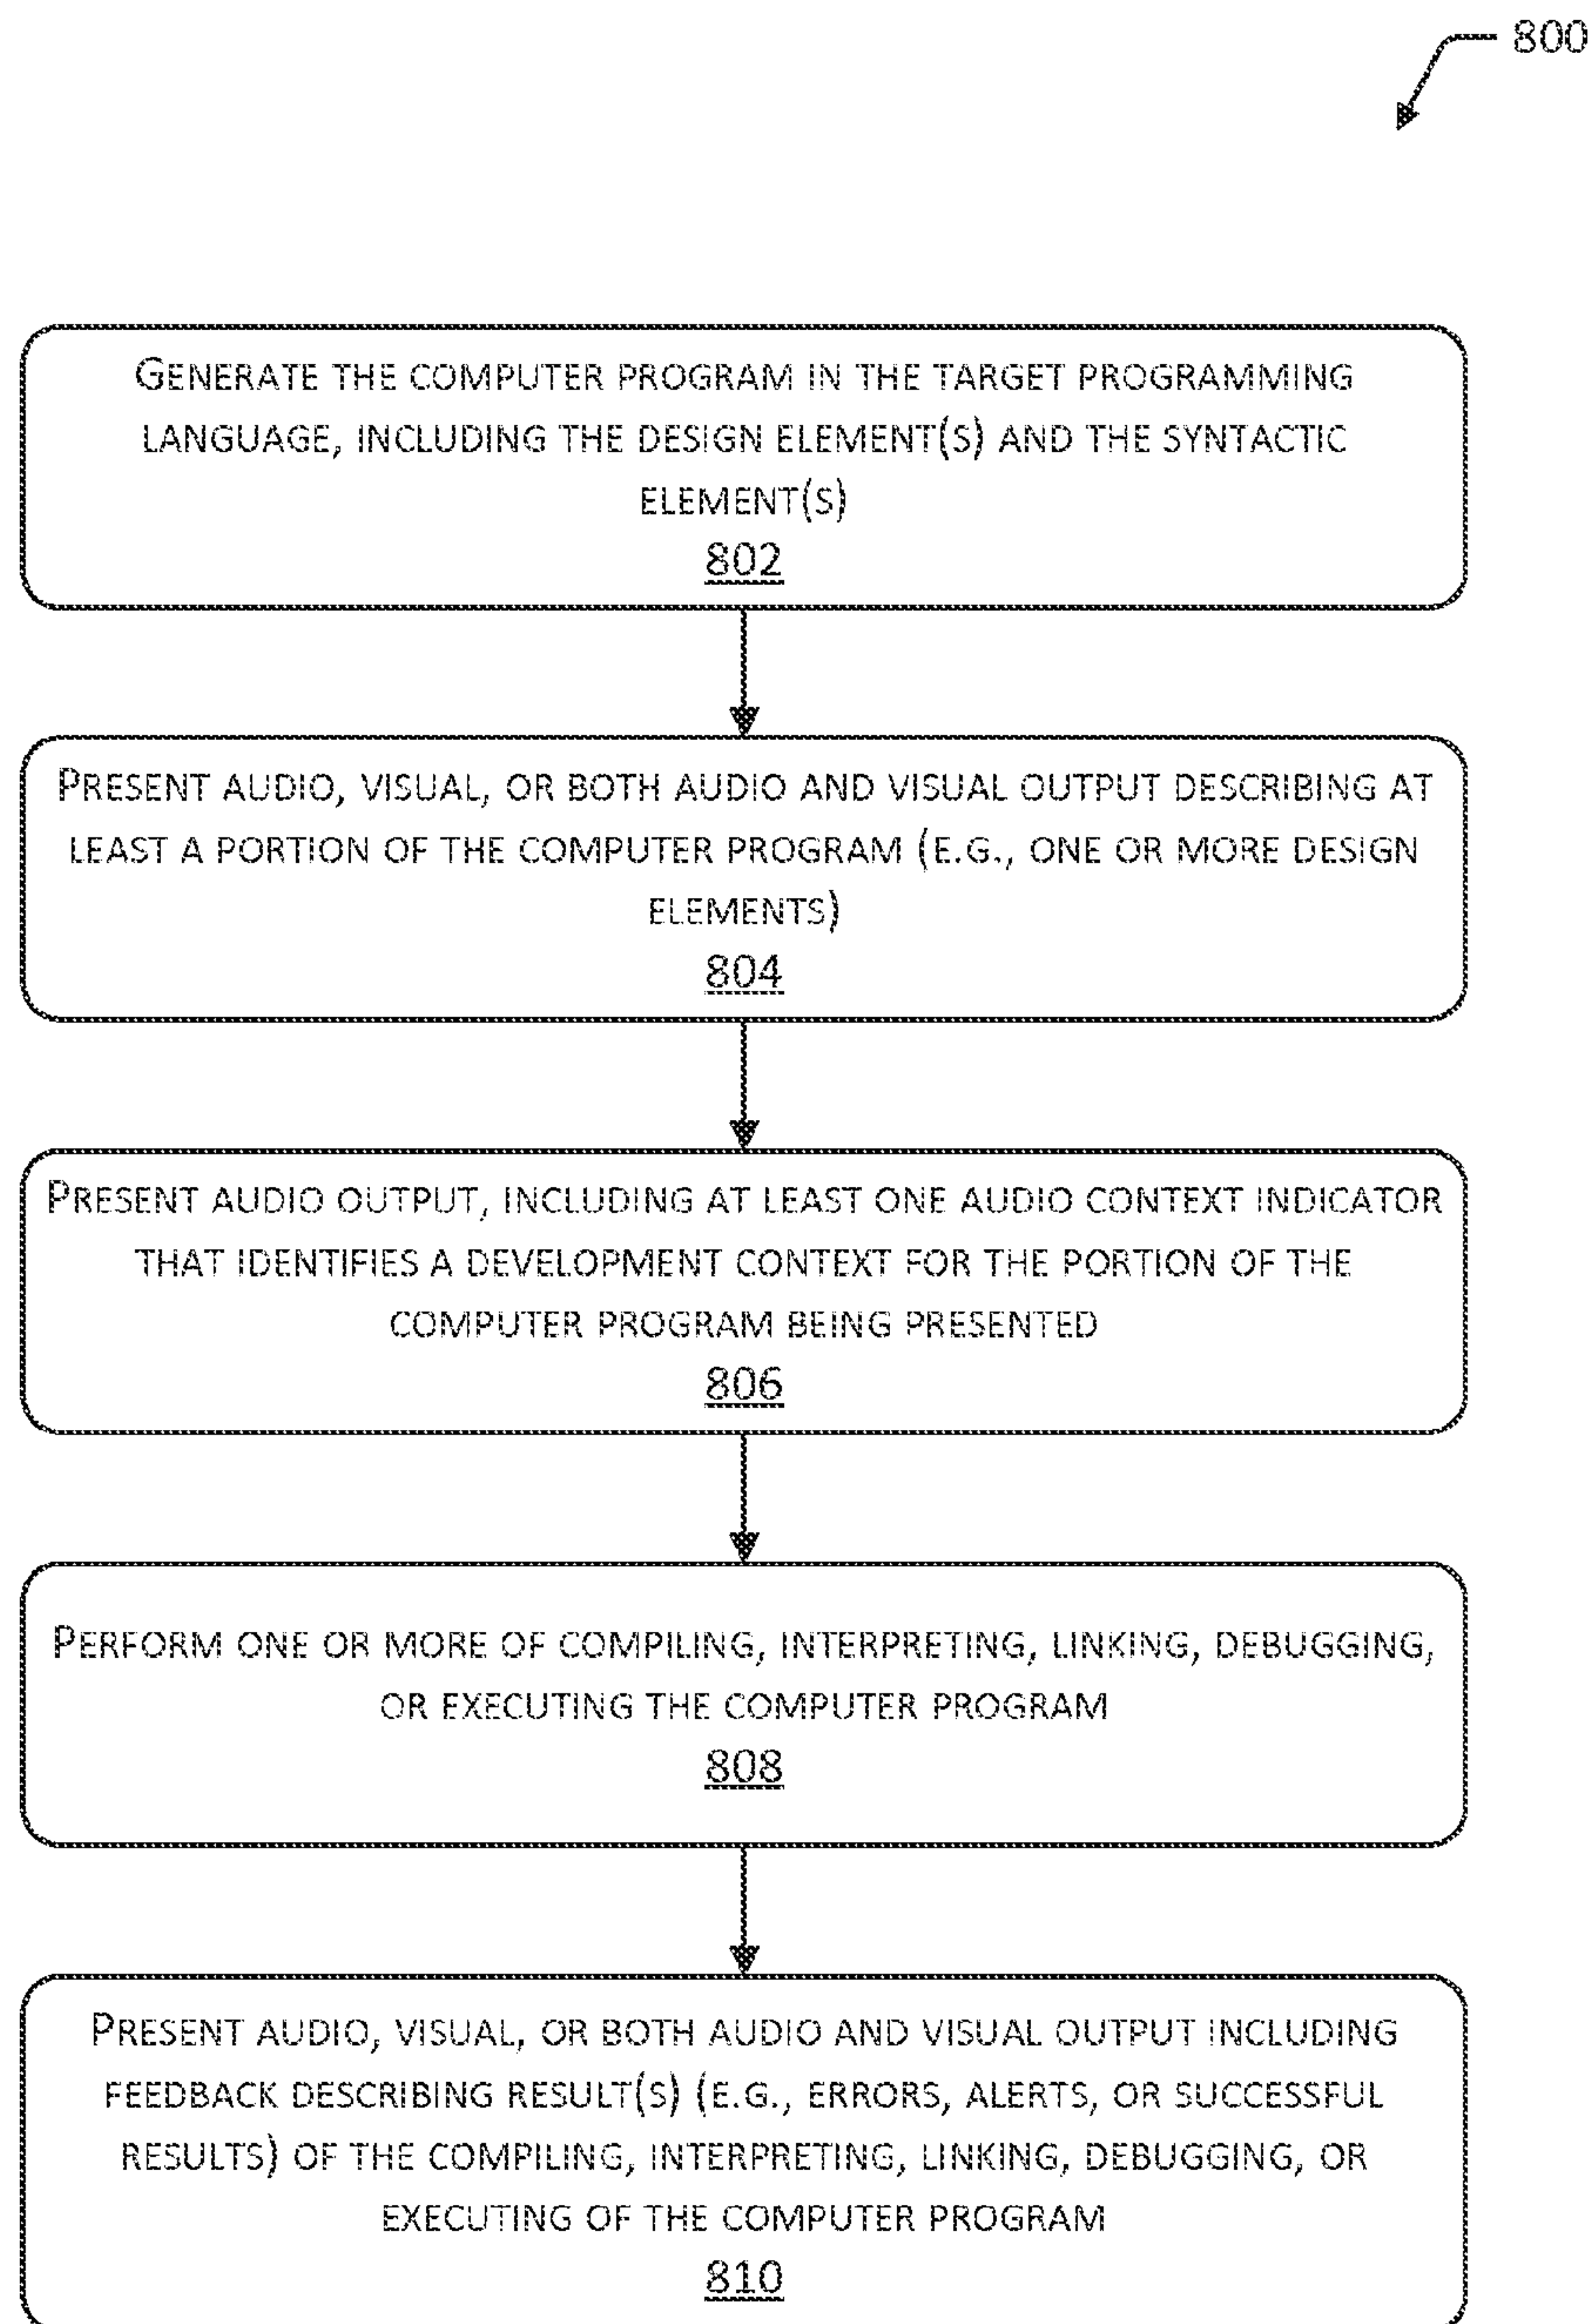 800
GENERATE THE COMPUTER PROGRAM IN THE TARGET PROGRAMMING
LANGUAGE, INCLUDING THE DESIGN ELEMENT(S) AND THE SYNTACTIC
ELEMENT(S)
802
PRESENT AUDIO, VISUAL, OR BOTH AUDIO AND VISUAL OUTPUT DESCRIBING AT
LEAST A PORTION OF THE COMPUTER PROGRAM (E.G., ONE OR MORE DESIGN
ELEMENTS)
804
PRESENT AUDIO OUTPUT, INCLUDING AT LEAST ONE AUDIO CONTEXT INDICATOR
THAT IDENTIFIES A DEVELOPMENT CONTEXT FOR THE PORTION OF THE
COMPUTER PROGRAM BEING PRESENTED
806
PERFORM ONE OR MORE OF COMPILING, INTERPRETING, LINKING, DEBUGGING,
OR EXECUTING THE COMPUTER PROGRAM
808
PRESENT AUDIO, VISUAL, OR BOTH AUDIO AND VISUAL OUTPUT INCLUDING
FEEDBACK DESCRIBING RESULT(S) (E.G., ERRORS, ALERTS, OR SUCCESSFUL
RESULTS) OF THE COMPILING, INTERPRETING, LINKING, DEBUGGING, OR
EXECUTING OF THE COMPUTER PROGRAM
810